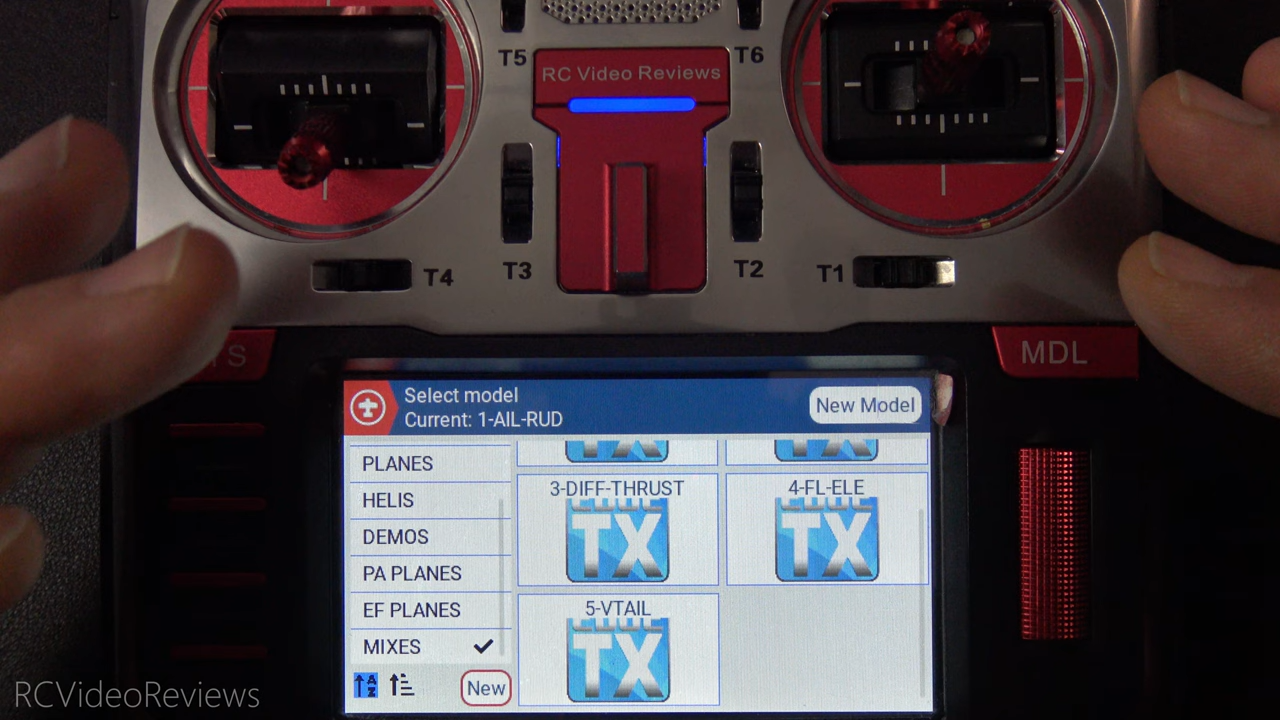 T5
T6
RC Video Reviews
T4
T3
T2
T1
MDL
Select model
Current: 1-AIL-RUD
New Model
PLANES
HELIS
DEMOS
PA PLANES
EF PLANES
MIXES
New
3-DIFF-THRUST
4-FL-ELE
TX
TX
5-VTAIL
TX
RCVideoReviews